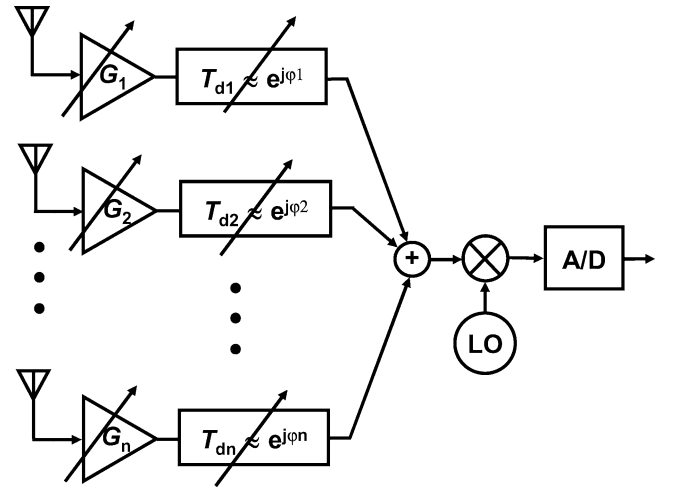 G1
Td1 ≈ ejφ1
G2
Td2 ≈ ejφ2
+
A/D
LO
Gn
Tdn ≈ ejφn